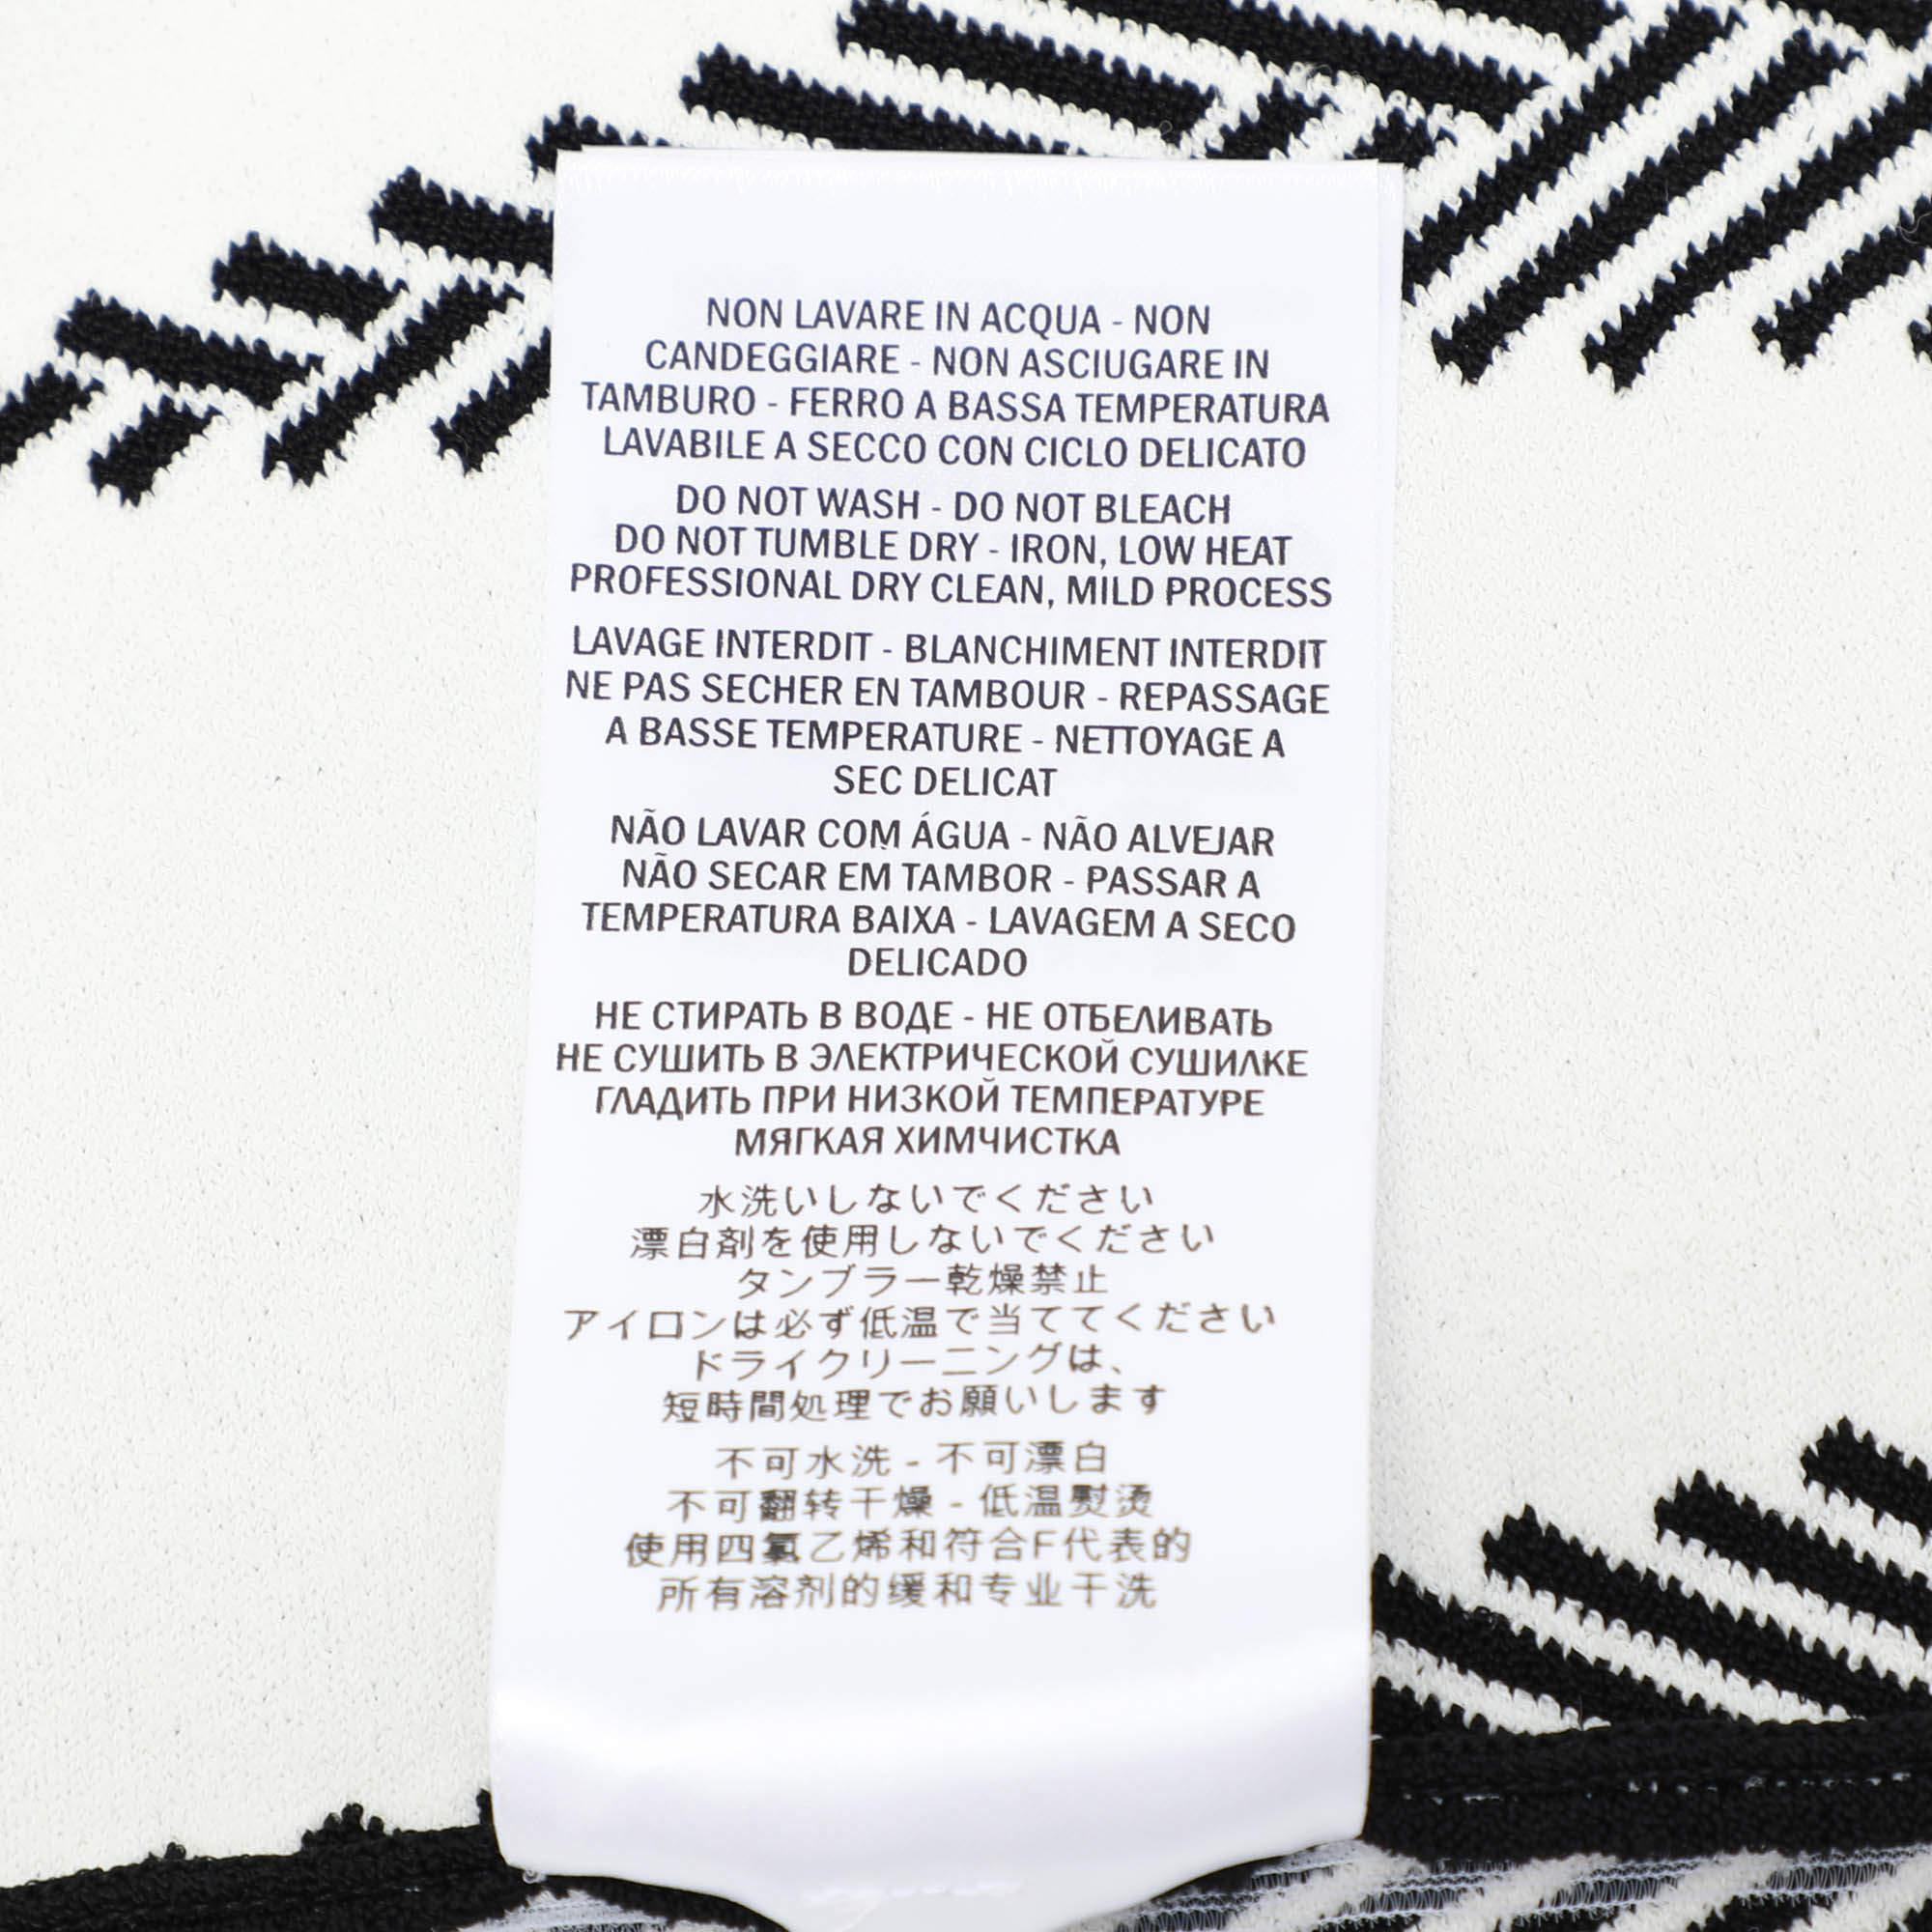 NON LAVARE IN ACQUA - NON
CANDEGGIARE - NON ASCIUGARE IN
TAMBURO - FERRO A BASSA TEMPERATURA
LAVABILE A SECCO CON CICLO DELICATO
DO NOT WASH - DO NOT BLEACH
DO NOT TUMBLE DRY - IRON, LOW HEAT
PROFESSIONAL DRY CLEAN, MILD PROCESS
LAVAGE INTERDIT - BLANCHIMENT INTERDIT
NE PAS SECHER EN TAMBOUR - REPASSAGE
A BASSE TEMPERATURE - NETTOYAGE A
SEC DELICAT
NÃO LAVAR COM ÁGUA - NÃO ALVEJAR
NÃO SECAR EM TAMBOR - PASSAR A
TEMPERATURA BAIXA - LAVAGEM A SECO
DELICADO
НЕ СТИРАТЬ В ВОДЕ - НЕ ОТБЕЛИВАТЬ
НЕ СУШИТЬ В ЭЛЕКТРИЧЕСКОЙ СУШИЛКЕ
ГЛАДИТЬ ПРИ НИЗКОЙ ТЕМПЕРАТУРЕ
МЯГКАЯ ХИМЧИСТКА
水洗いしないでください
漂白剤を使用しないでください
タンブラー乾燥禁止
アイロンは必ず低温で当ててください
ドライクリーニングは、
短時間処理でお願いします
不可水洗 - 不可漂白
不可翻转干燥 - 低温熨烫
使用四氯乙烯和符合F代表的
所有溶剂的缓和专业干洗